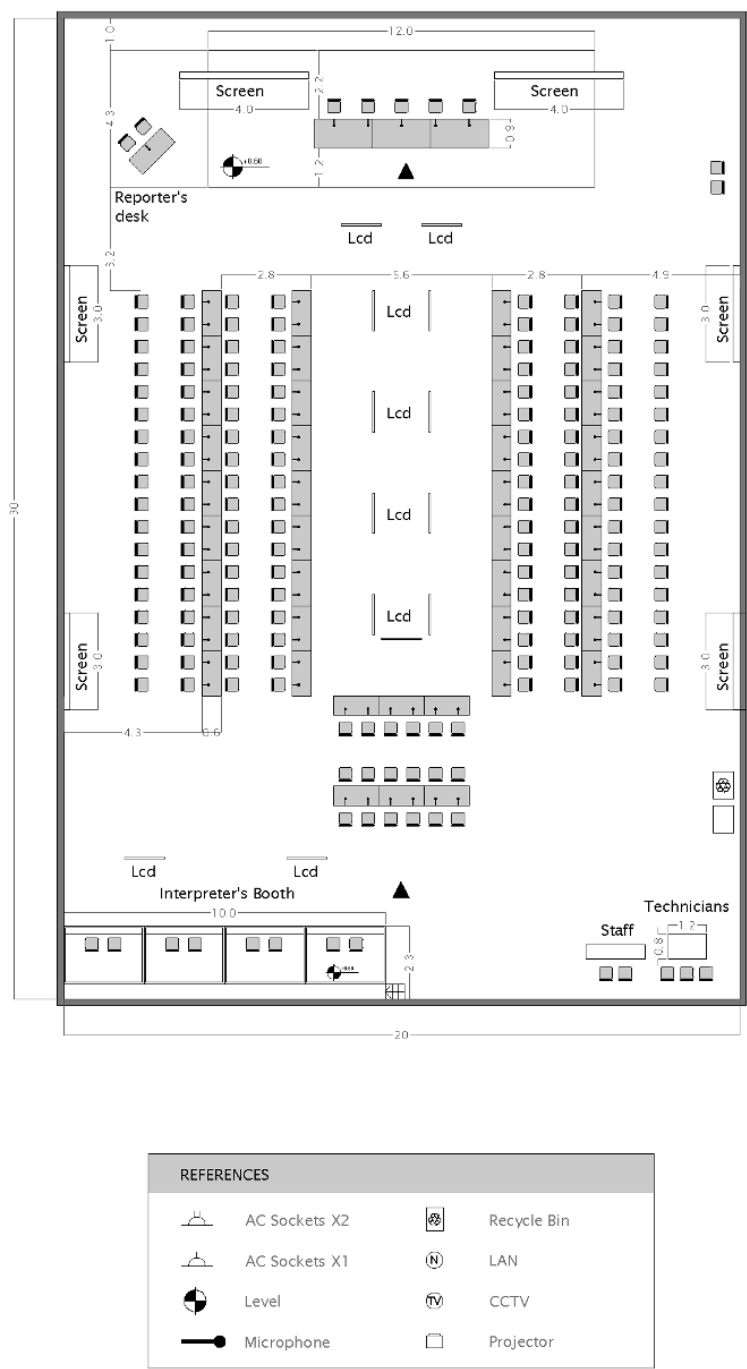 1.0
12.0
Screen
4.0
2.2
Screen
4.0
4.3
0.9
+0.60
1.2
Reporter's
desk
Lcd
Lcd
3.2
2.8
5.6
2.8
4.9
Screen
3.0
Lcd
3.0
Screen
Lcd
30
Lcd
Lcd
Screen
3.0
3.0
Screen
4.3
0.6
Lcd
Lcd
Interpreter's Booth
10.0
Technicians
Staff
1.2
0.8
2.3
20
REFERENCES
AC Sockets X2
Recycle Bin
AC Sockets X1
N
LAN
Level
TV
CCTV
Microphone
Projector